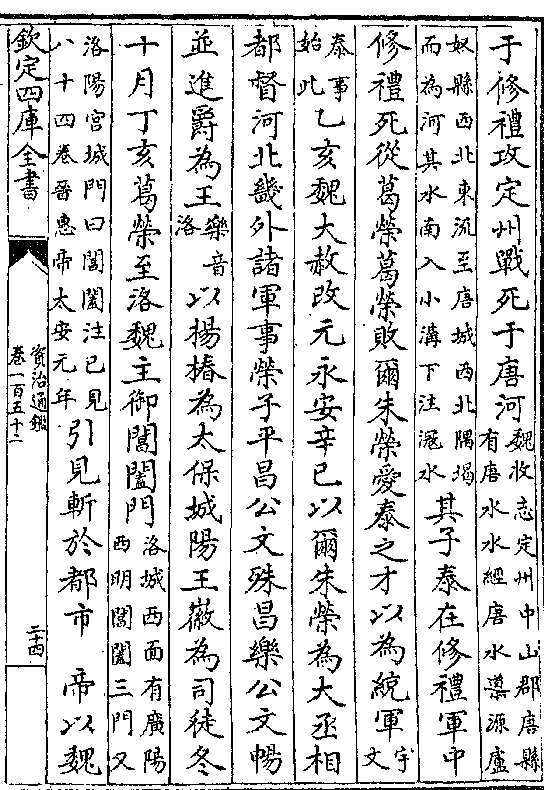 于修禮攻定州戰死于唐河魏收志定州中山郡唐縣有唐水水經唐水導源盧
奴縣西北東流至唐城西北隅堨而為河其水南入小溝下注滱水其子泰在修禮軍中
修禮死從葛榮葛榮敗爾朱榮愛泰之才以為統軍宇文
泰事始此乙亥魏大赦改元永安辛巳以爾朱榮為大丞相
都督河北畿外諸軍事榮子平昌公文殊昌樂公文暢
並進爵為王樂音洛以楊椿為太保城陽王徽為司徒冬
十月丁亥葛榮至洛魏主御閶闔門洛城西面有廣陽西明閶闔三門又
洛陽宮城門曰閶闔注已見八十四卷晉惠帝太安元年引見斬於都市 帝以魏
欽定四庫全書
資治通鑑
卷一百五十二
二十四